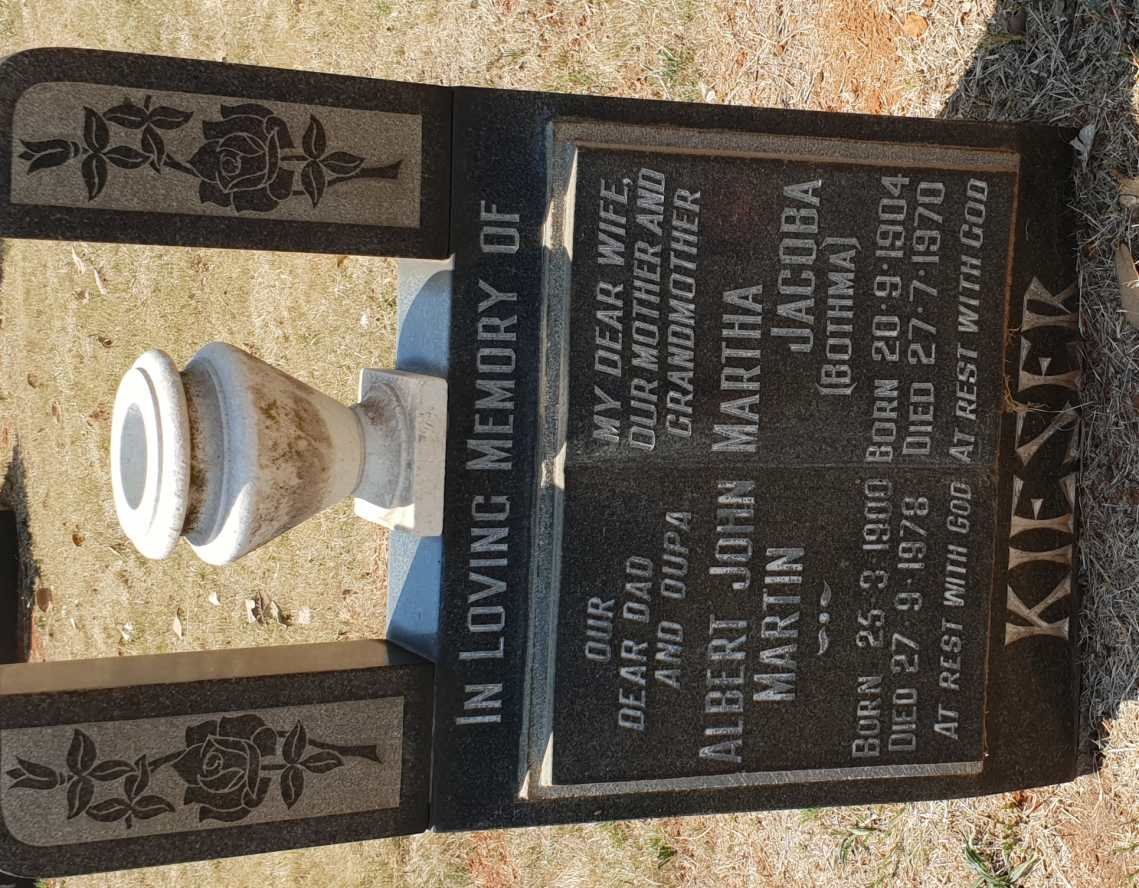 IN LOVING MEMORY OF
OUR
DEAR DAD
AND OUPA
ALBERT JOHN
MARTIN
BORN 25·3·1900
DIED 27·9·1978
AT REST WITH GOD
MY DEAR WIFE,
OUR MOTHER AND
GRANDMOTHER
MARTHA
JACOBA
(BOTHMA)
BORN 20·9·1904
DIED 27·7·1970
AT REST WITH GOD
KIESER